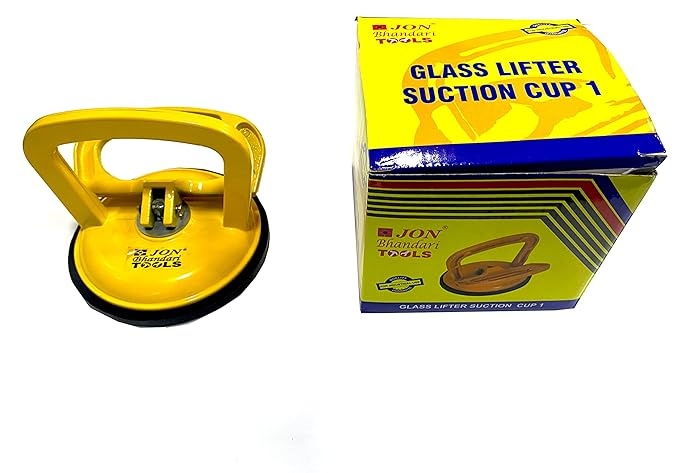 JON®
Bhandari
TOOLS
JON®
Bhandari
TOOLS
GLASS LIFTER
SUCTION CUP 1
JON®
Bhandari
TOOLS
GLASS LIFTER SUCTION CUP 1